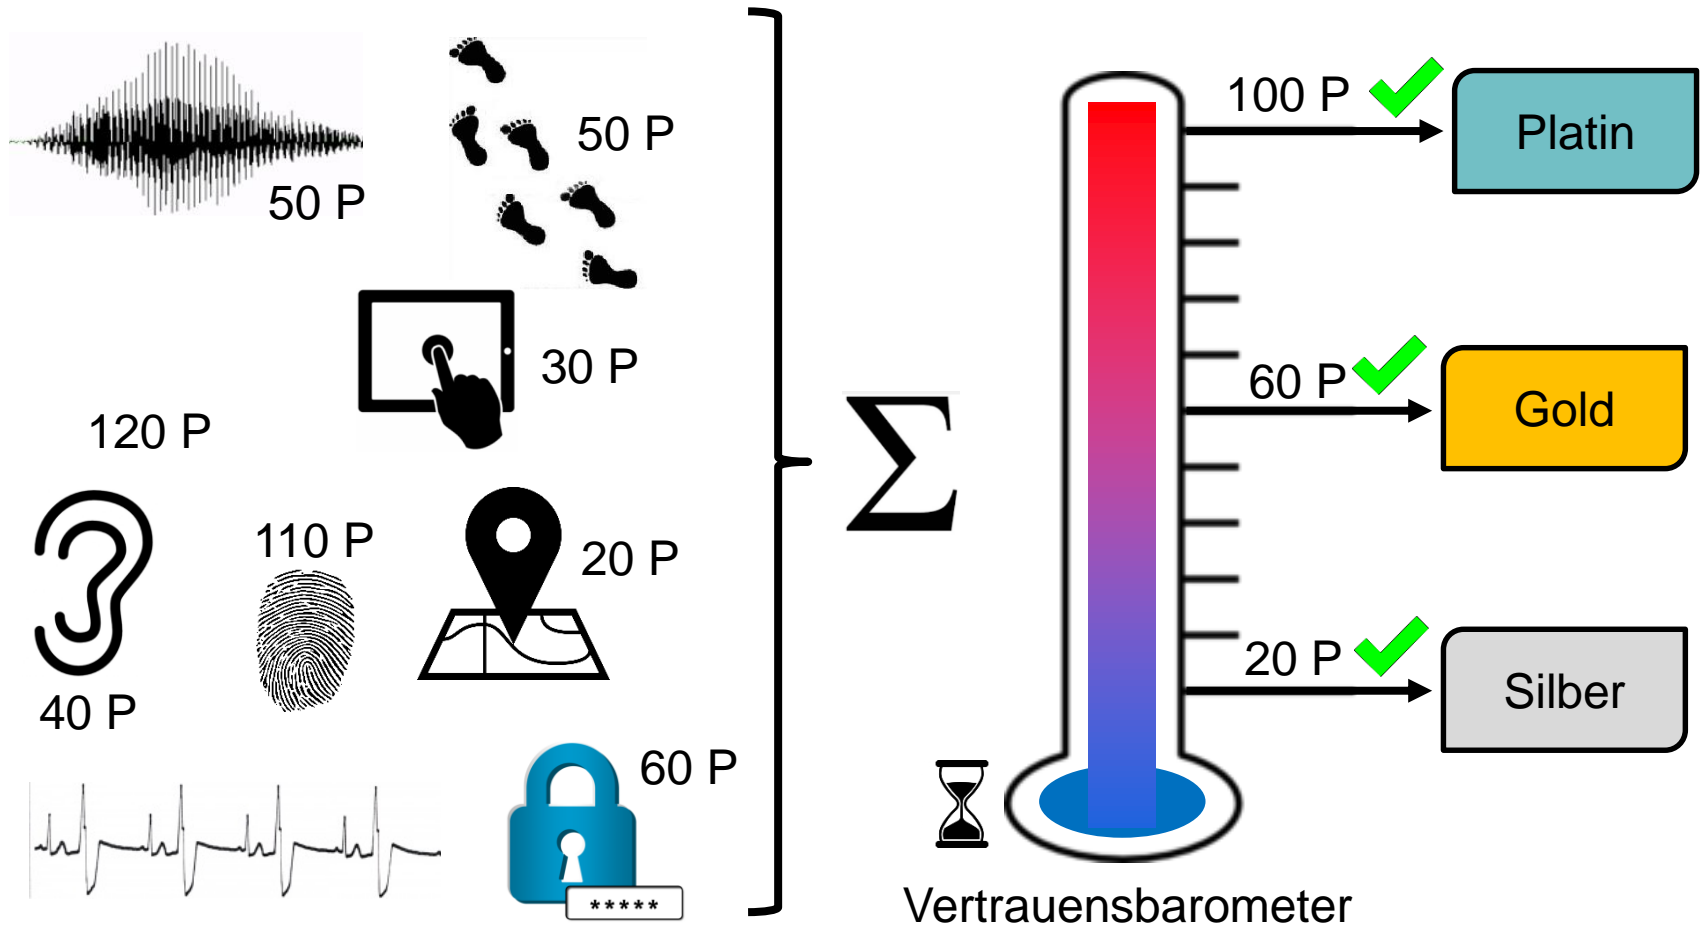 50 P
50 P
30 P
120 P
110 P
20 P
40 P
60 P
*****
Σ
100 P
Platin
60 P
Gold
20 P
Silber
Vertrauensbarometer